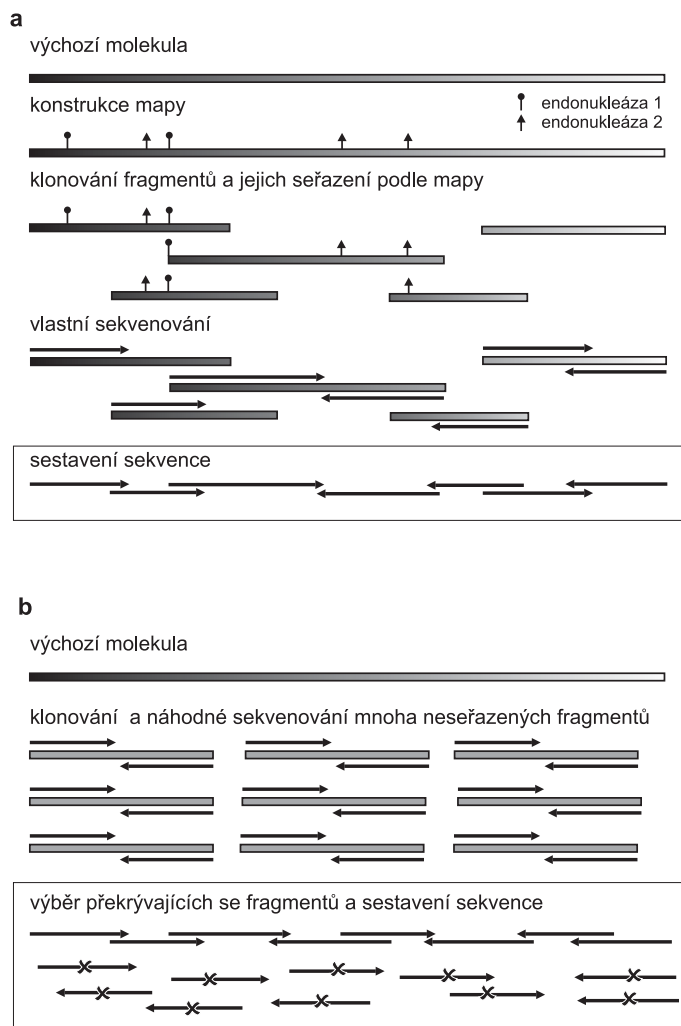 a
výchozí molekula
konstrukce mapy
endonukleáza 1
endonukleáza 2
klonování fragmentů a jejich seřazení podle mapy
vlastní sekvenování
sestavení sekvence
b
výchozí molekula
klonování a náhodné sekvenování mnoha neseřazených fragmentů
výběr překrývajících se fragmentů a sestavení sekvence